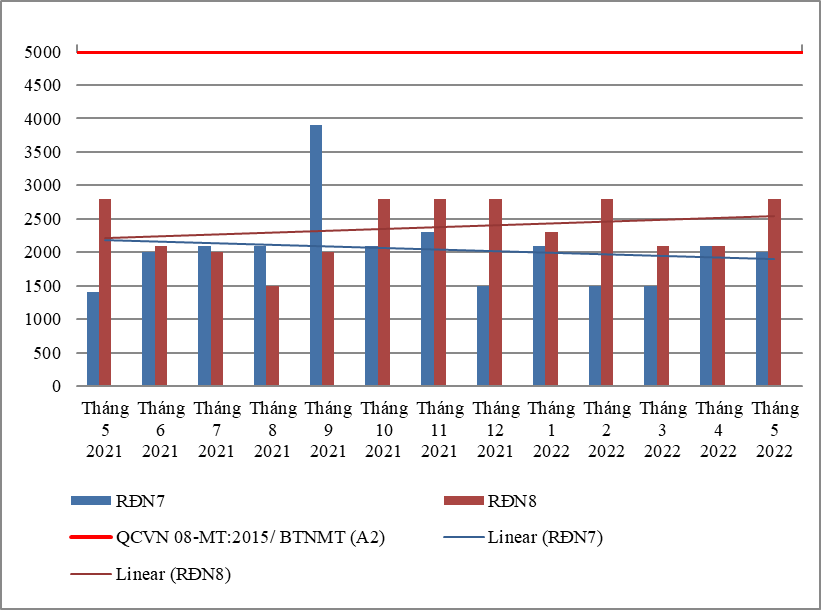 5000
4500
4000
3500
3000
2500
2000
1500
1000
500
0
Tháng Tháng Tháng Tháng Tháng Tháng Tháng Tháng Tháng Tháng Tháng Tháng Tháng
5 6 7 8 9 10 11 12 1 2 3 4 5
2021 2021 2021 2021 2021 2021 2021 2021 2022 2022 2022 2022 2022
RĐN7 RĐN8
QCVN 08-MT:2015/ BTNMT (A2) Linear (RĐN7)
Linear (RĐN8)